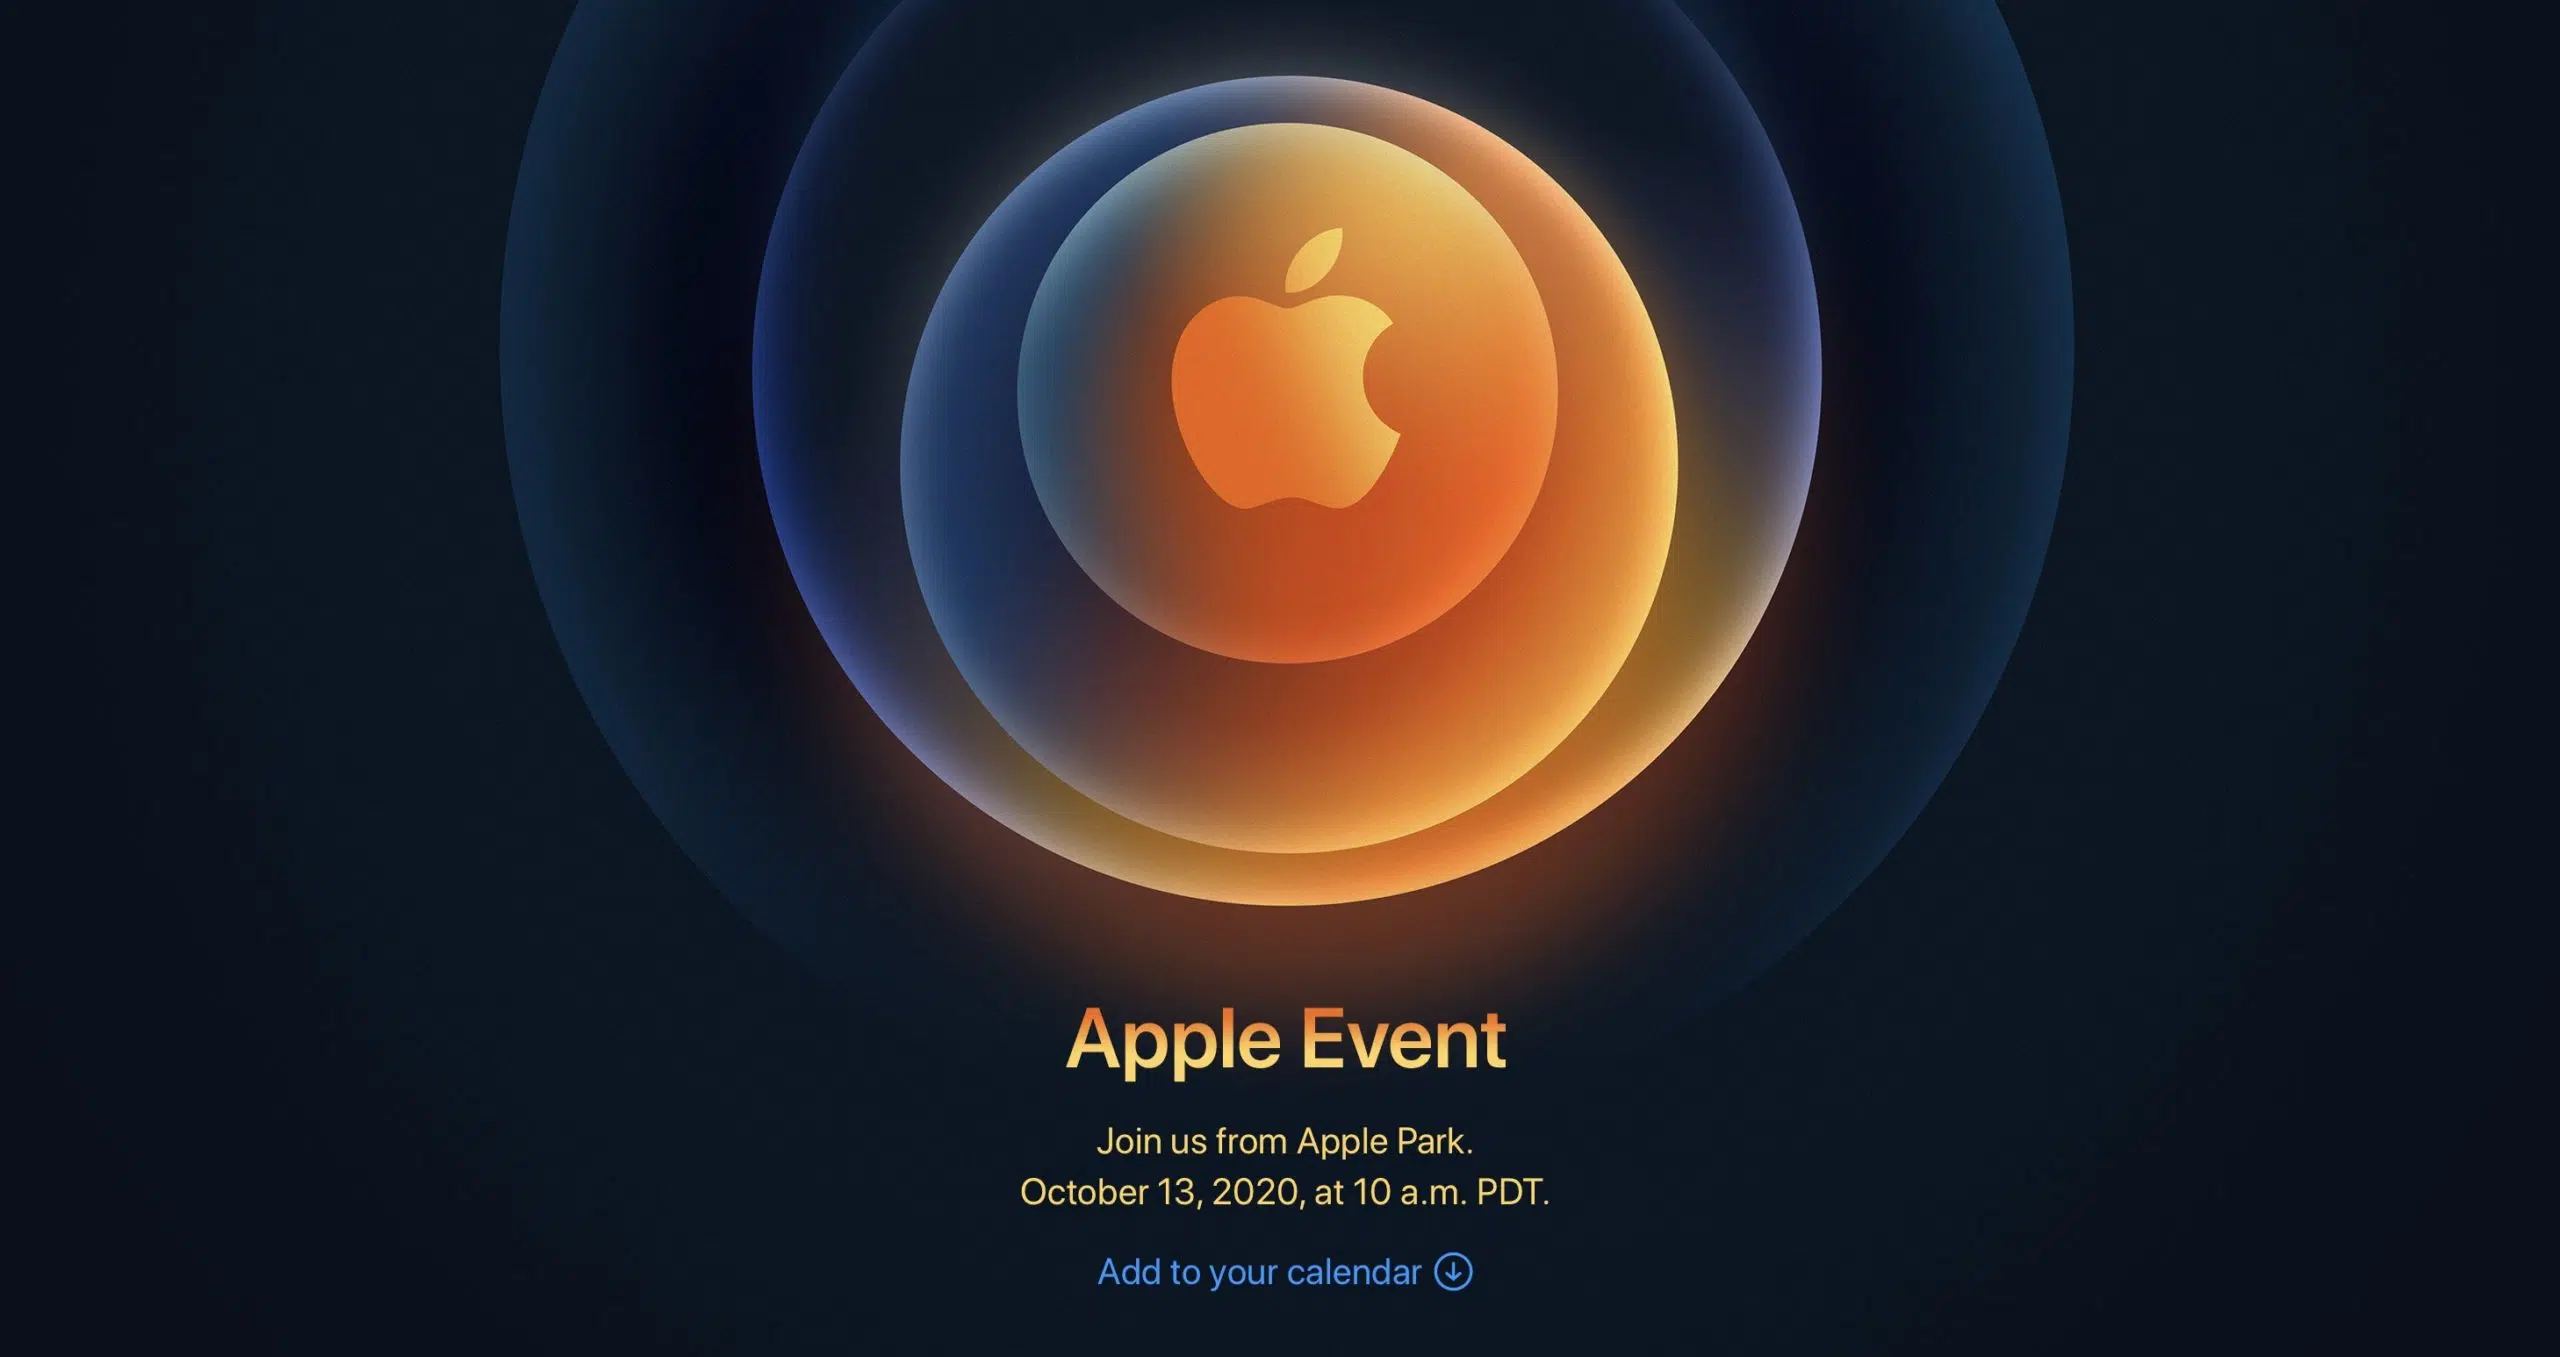 Apple Event
Join us from Apple Park.
October 13, 2020, at 10 a.m. PDT.
Add to your calendar